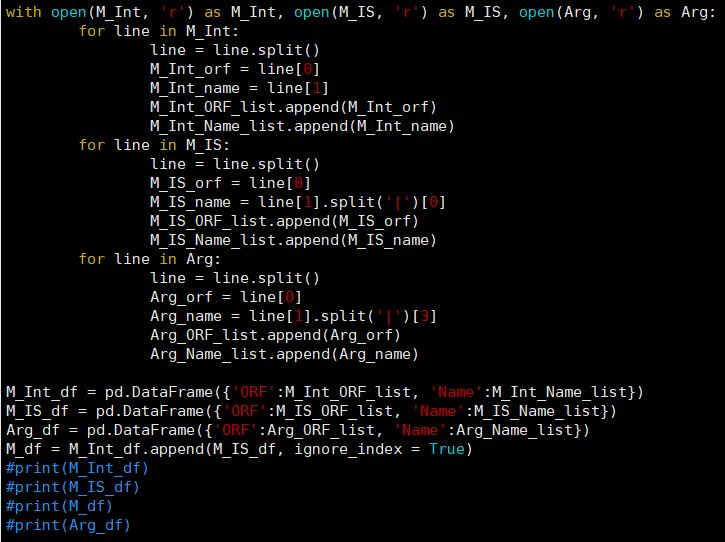 with open(M_Int, 'r') as M_Int, open(M_IS, 'r') as M_IS, open(Arg, 'r') as Arg:
        for line in M_Int:
                line = line.split()
                M_Int_orf = line[0]
                M_Int_name = line[1]
                M_Int_ORF_list.append(M_Int_orf)
                M_Int_Name_list.append(M_Int_name)
        for line in M_IS:
                line = line.split()
                M_IS_orf = line[0]
                M_IS_name = line[1].split('|')[0]
                M_IS_ORF_list.append(M_IS_orf)
                M_IS_Name_list.append(M_IS_name)
        for line in Arg:
                line = line.split()
                Arg_orf = line[0]
                Arg_name = line[1].split('|')[3]
                Arg_ORF_list.append(Arg_orf)
                Arg_Name_list.append(Arg_name)

M_Int_df = pd.DataFrame({'ORF':M_Int_ORF_list, 'Name':M_Int_Name_list})
M_IS_df = pd.DataFrame({'ORF':M_IS_ORF_list, 'Name':M_IS_Name_list})
Arg_df = pd.DataFrame({'ORF':Arg_ORF_list, 'Name':Arg_Name_list})
M_df = M_Int_df.append(M_IS_df, ignore_index = True)
#print(M_Int_df)
#print(M_IS_df)
#print(M_df)
#print(Arg_df)